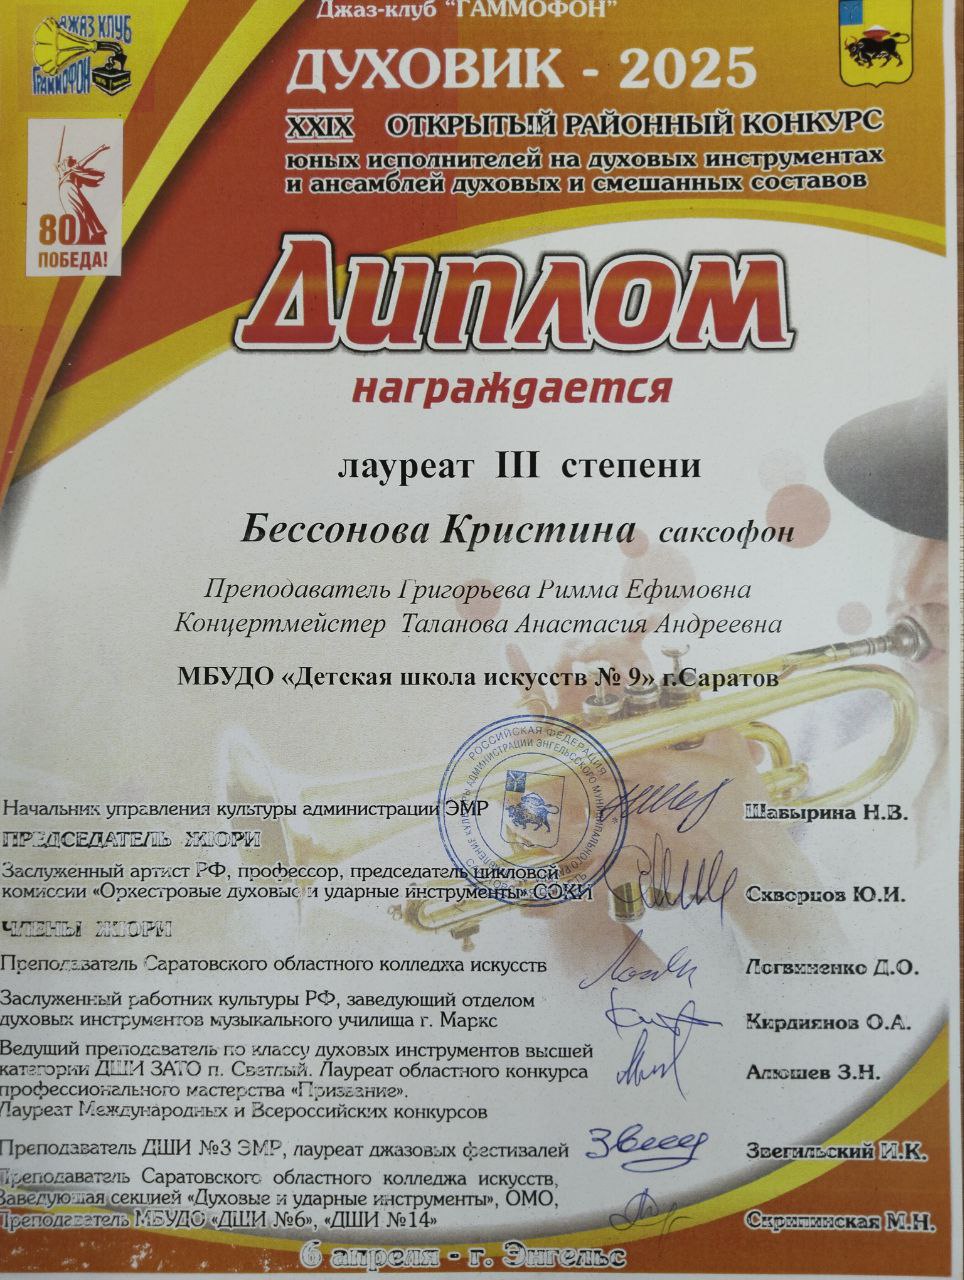 Джаз-клуб "ГАММОФОН"
ДЖАЗ КЛУБ
ГРАММОФОН
ДУХОВИК - 2025
XXIX ОТКРЫТЫЙ РАЙОННЫЙ КОНКУРС
юных исполнителей на духовых инструментах
и ансамблей духовых и смешанных составов
80
ПОБЕДА!
Диплом
награждается
лауреат III степени
Бессонова Кристина саксофон
Преподаватель Григорьева Римма Ефимовна
Концертмейстер Таланова Анастасия Андреевна
МБУДО «Детская школа искусств № 9» г.Саратов
РОССИЙСКАЯ ФЕДЕРАЦИЯ
Начальник управления культуры администрации ЭМР Шабырина Н.В.
ПРЕДСЕДАТЕЛЬ ЖЮРИ
Заслуженный артист РФ, профессор, председатель цикловой
комиссии «Оркестровые духовые и ударные инструменты» СОКИ Скворцов Ю.И.
ЧЛЕНЫ ЖЮРИ
Преподаватель Саратовского областного колледжа искусств Логвиненко Д.О.
Заслуженный работник культуры РФ, заведующий отделом
духовых инструментов музыкального училища г. Маркс Кирдиянов О.А.
Ведущий преподаватель по классу духовых инструментов высшей
категории ДШИ ЗАТО п. Светлый. Лауреат областного конкурса Алюшев З.Н.
профессионального мастерства «Призвание».
Лауреат Международных и Всероссийских конкурсов
Преподаватель ДШИ №3 ЭМР, лауреат джазовых фестивалей Звегильский И.К.
Преподаватель Саратовского областного колледжа искусств,
Заведующая секцией «Духовые и ударные инструменты», ОМО,
Преподаватель МБУДО «ДШИ №6», «ДШИ №14» Скрипинская М.Н.
6 апреля - г. Энгельс